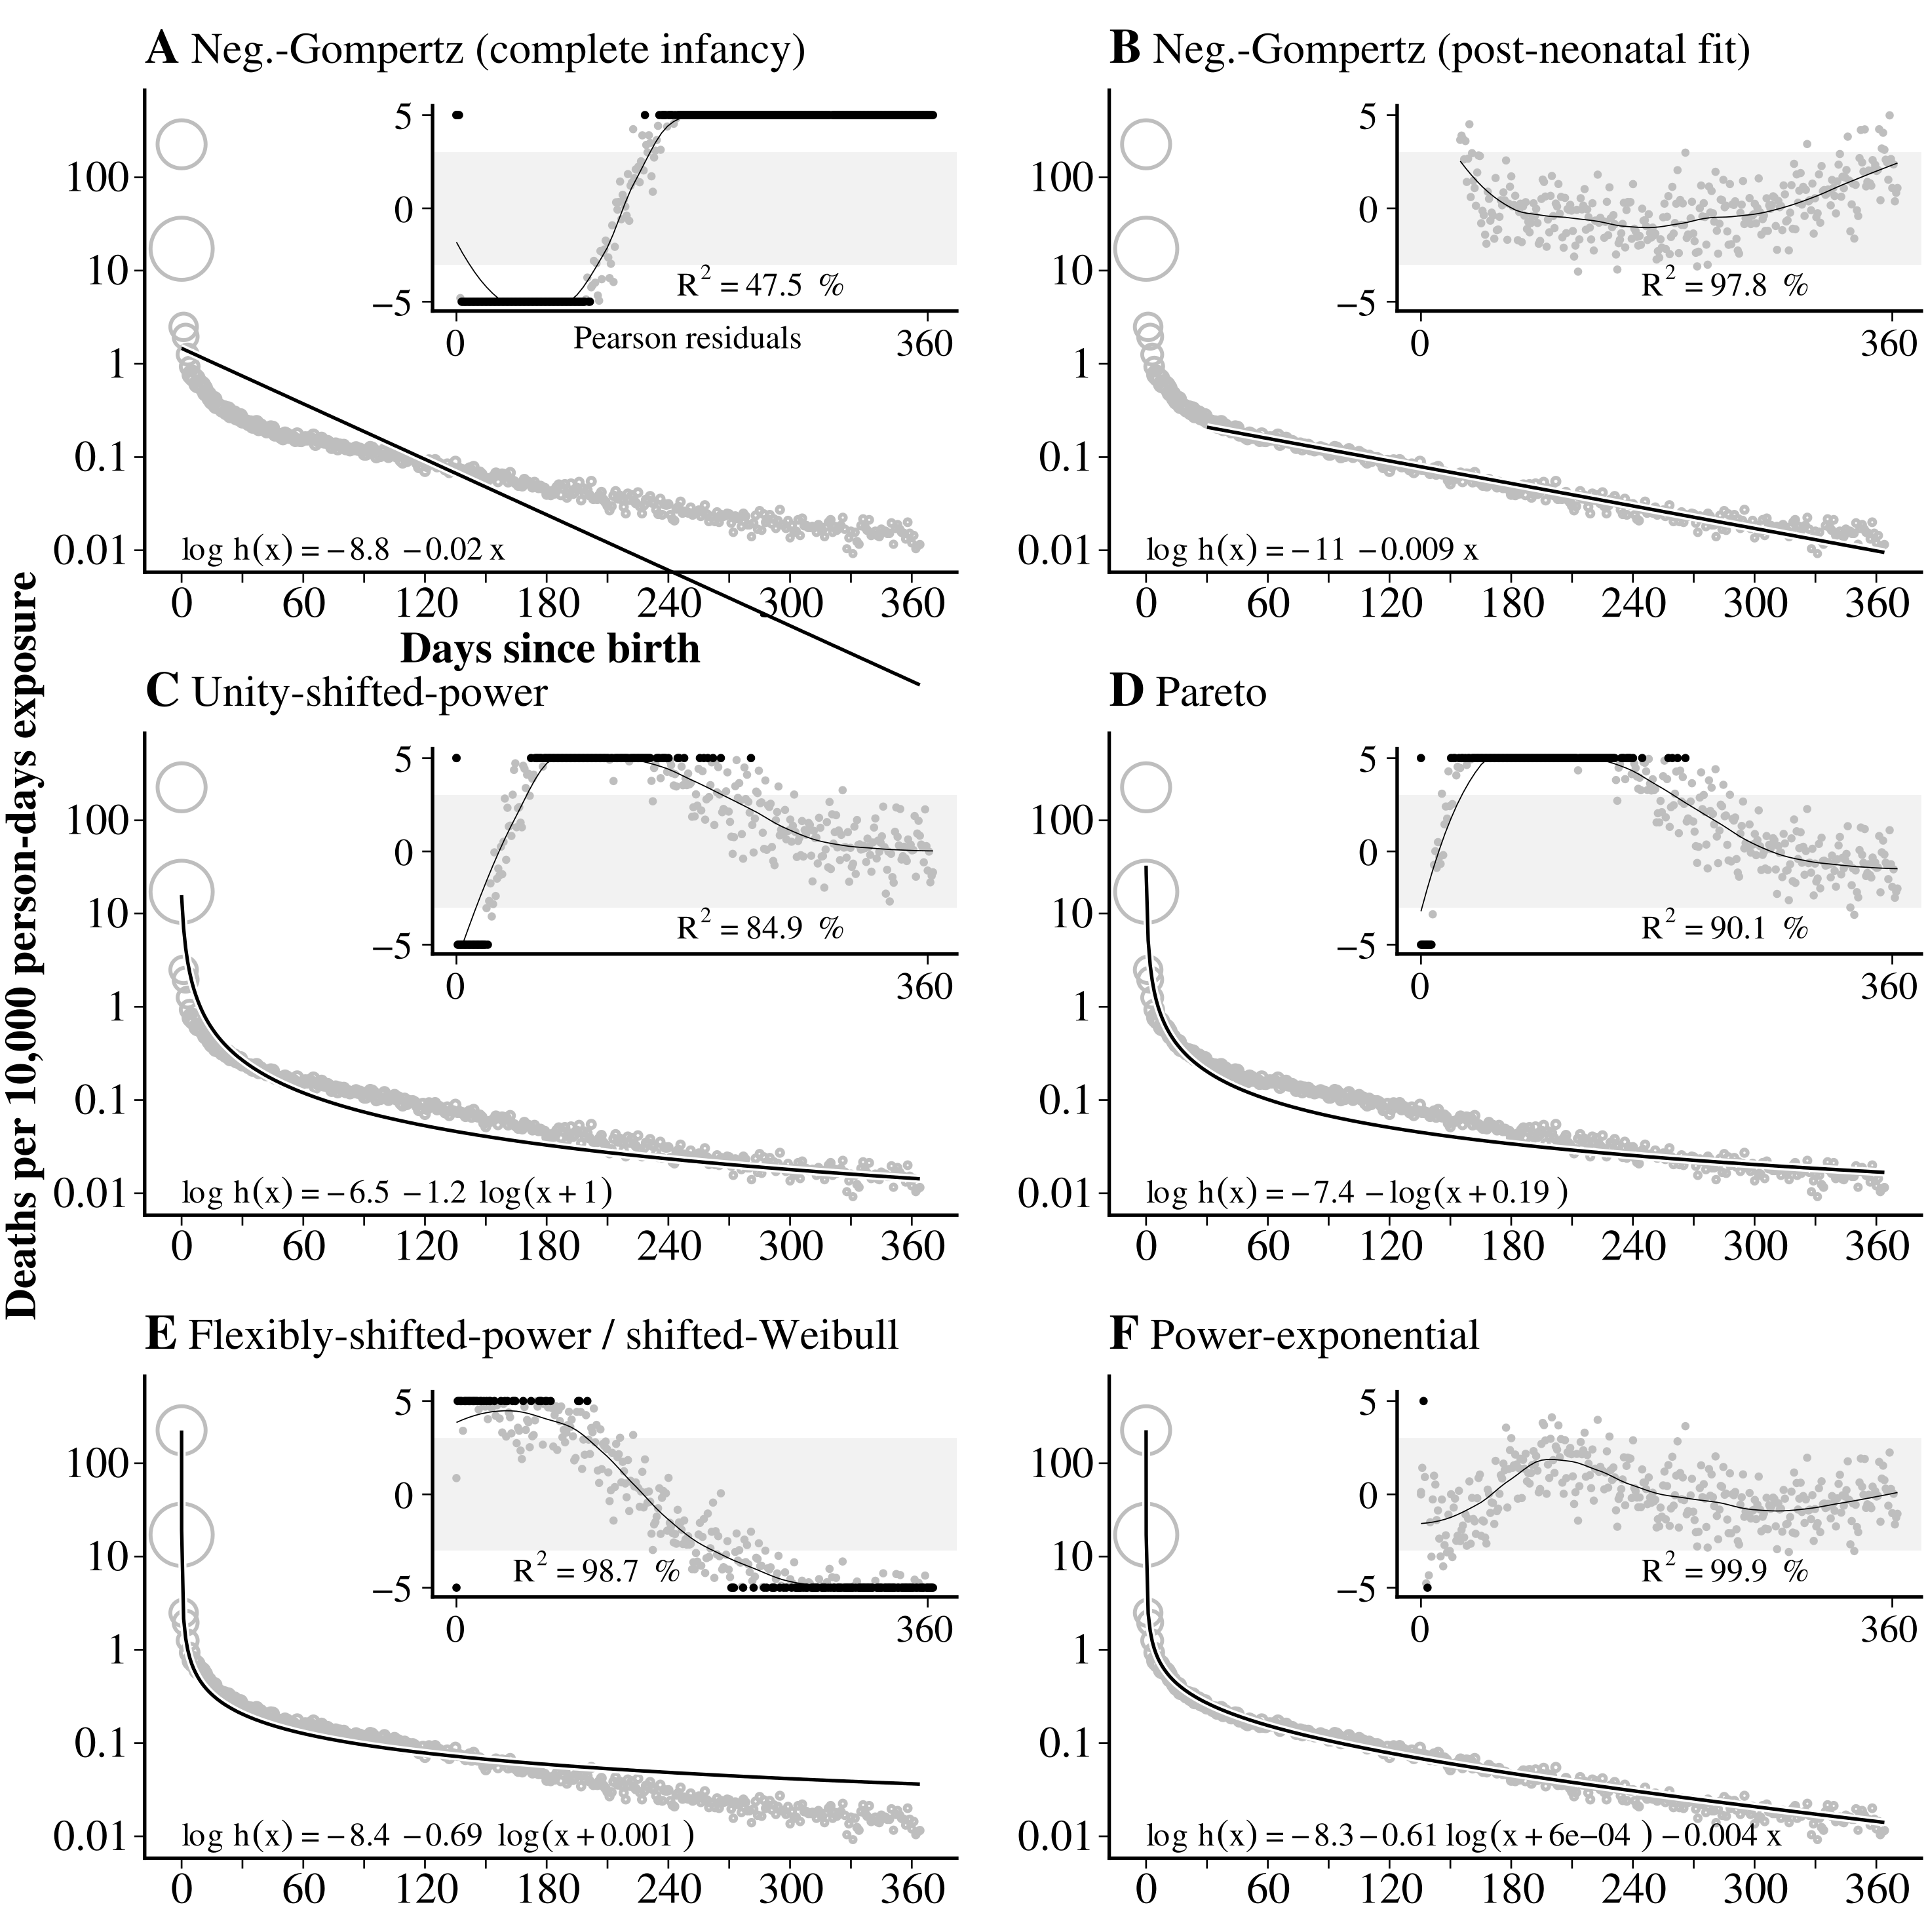 A Neg.-Gompertz (complete infancy)
5
0
−5
R² = 47.5 %
0 Pearson residuals 360
100
10
1
0.1
0.01
log h(x) = −8.8 −0.02 x
0 60 120 180 240 300 360
Days since birth
B Neg.-Gompertz (post-neonatal fit)
5
0
−5
R² = 97.8 %
0 360
100
10
1
0.1
0.01
log h(x) = −11 −0.009 x
0 60 120 180 240 300 360
Deaths per 10,000 person-days exposure
C Unity-shifted-power
5
0
−5
R² = 84.9 %
0 360
100
10
1
0.1
0.01
log h(x) = −6.5 −1.2 log(x + 1)
0 60 120 180 240 300 360
D Pareto
5
0
−5
R² = 90.1 %
0 360
100
10
1
0.1
0.01
log h(x) = −7.4 −log(x + 0.19 )
0 60 120 180 240 300 360
E Flexibly-shifted-power / shifted-Weibull
5
0
−5
R² = 98.7 %
0 360
100
10
1
0.1
0.01
log h(x) = −8.4 −0.69 log(x + 0.001 )
0 60 120 180 240 300 360
F Power-exponential
5
0
−5
R² = 99.9 %
0 360
100
10
1
0.1
0.01
log h(x) = −8.3 −0.61 log(x + 6e−04 ) −0.004 x
0 60 120 180 240 300 360